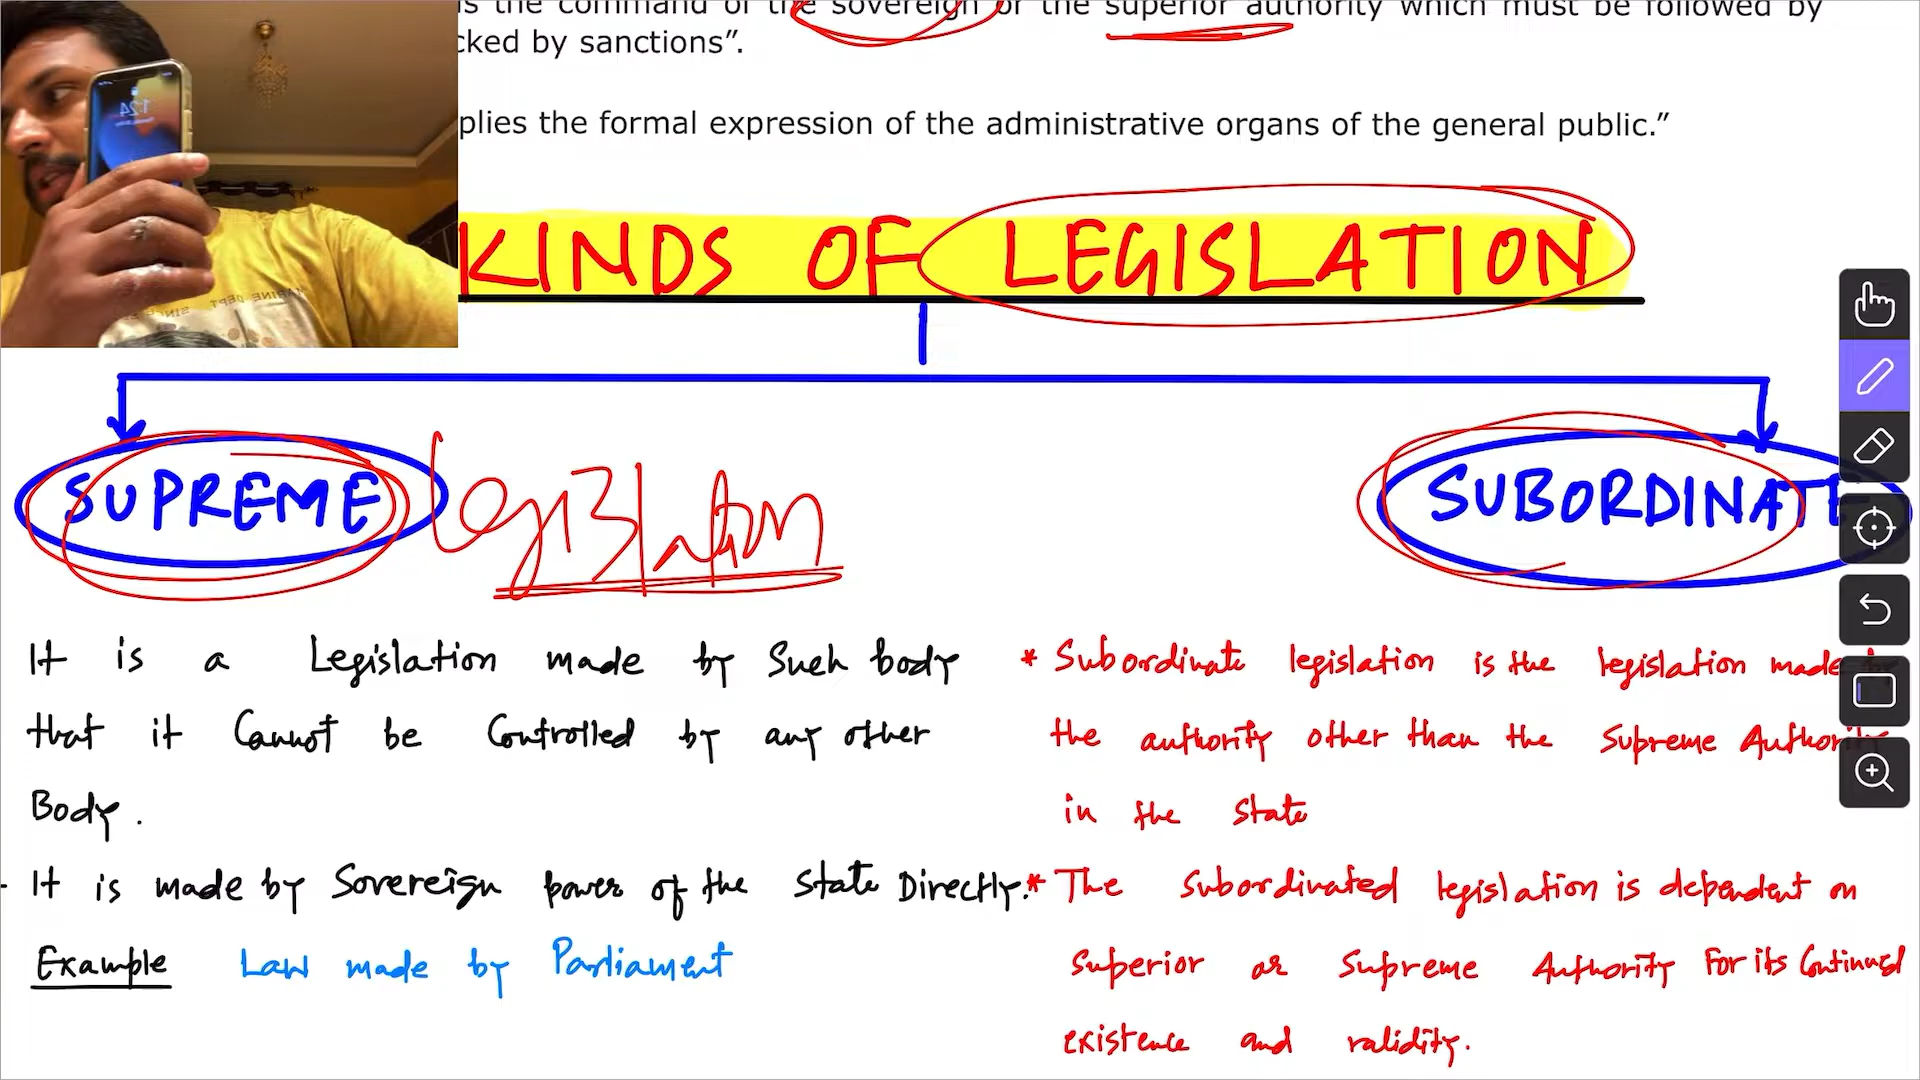 is the command of the sovereign or the superior authority which must be followed by
cked by sanctions”.
plies the formal expression of the administrative organs of the general public.”
1:24
KINDS OF LEGISLATION
SUPREME Legislation
SUBORDINATE
It is a Legislation made by Such body
that it Cannot be Controlled by any other
Body.
- It is made by Sovereign power of the State Directly.
Example Law made by Parliament
* Subordinate legislation is the legislation made
the authority other than the Supreme Authority
in the State
* The Subordinated legislation is dependent on
Superior or Supreme Authority For its Continued
existence and validity.